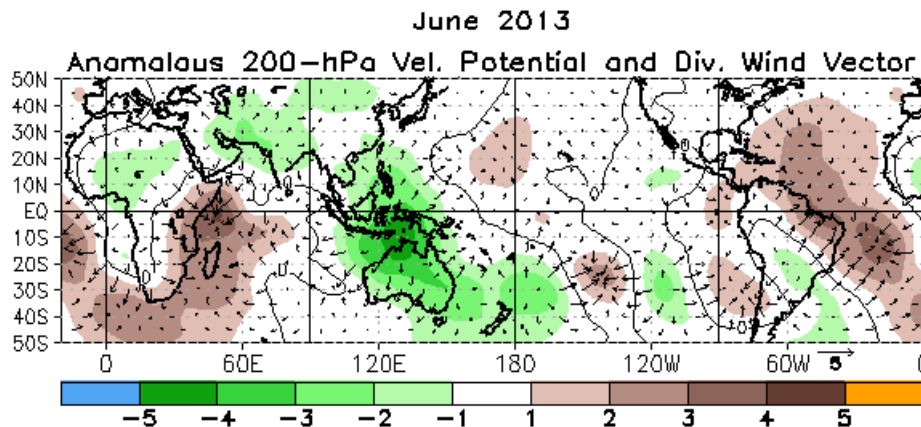 June 2013
Anamalaus 200-hPa Vel. Potential and Div. Wind Vector
50N
40N
30N
20N
10N
EQ
10S
20S
30S
40S
50S
0 60E 120E 180 120W 60W 5
-5 -4 -3 -2 -1 1 2 3 4 5